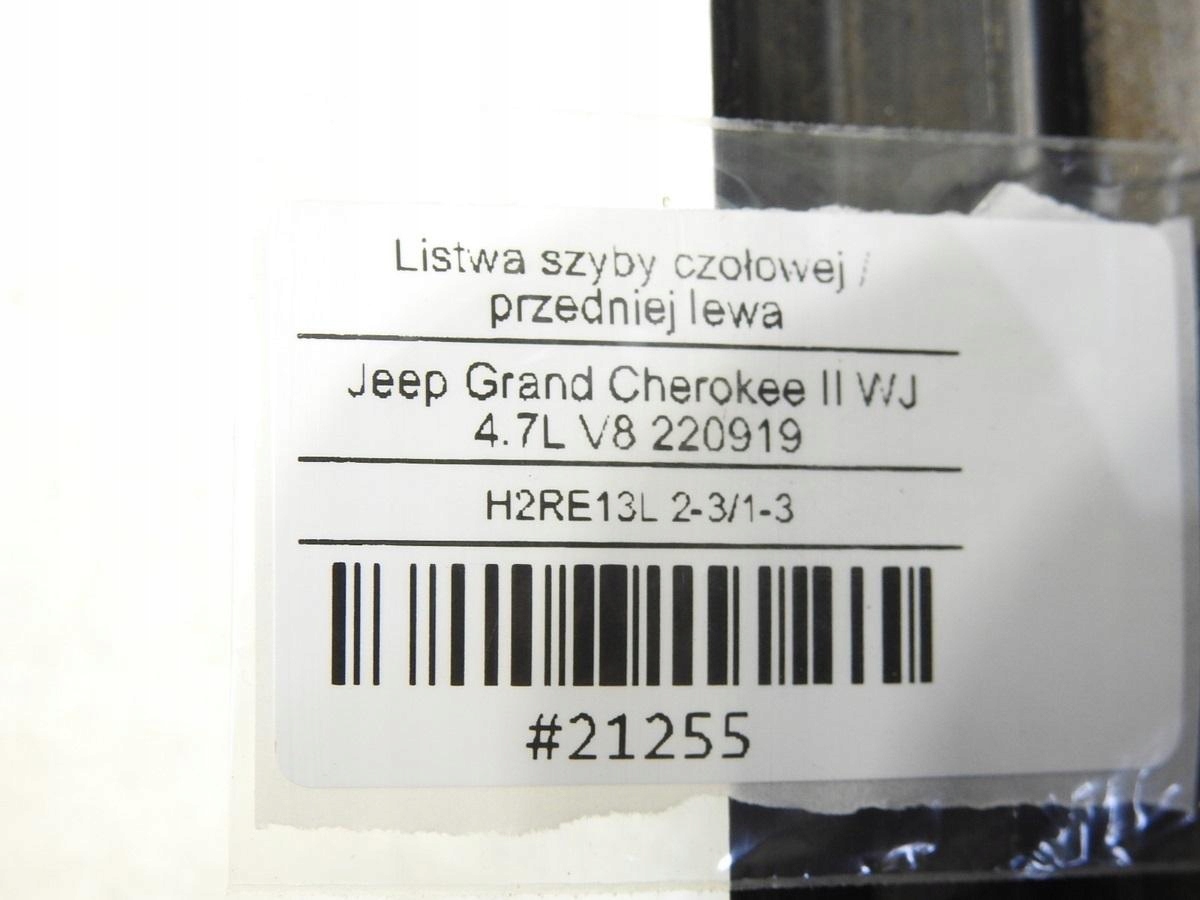 Listwa szyby czołowej /
przedniej lewa
Jeep Grand Cherokee II WJ
4.7L V8 220919
H2RE13L 2-3/1-3
#21255